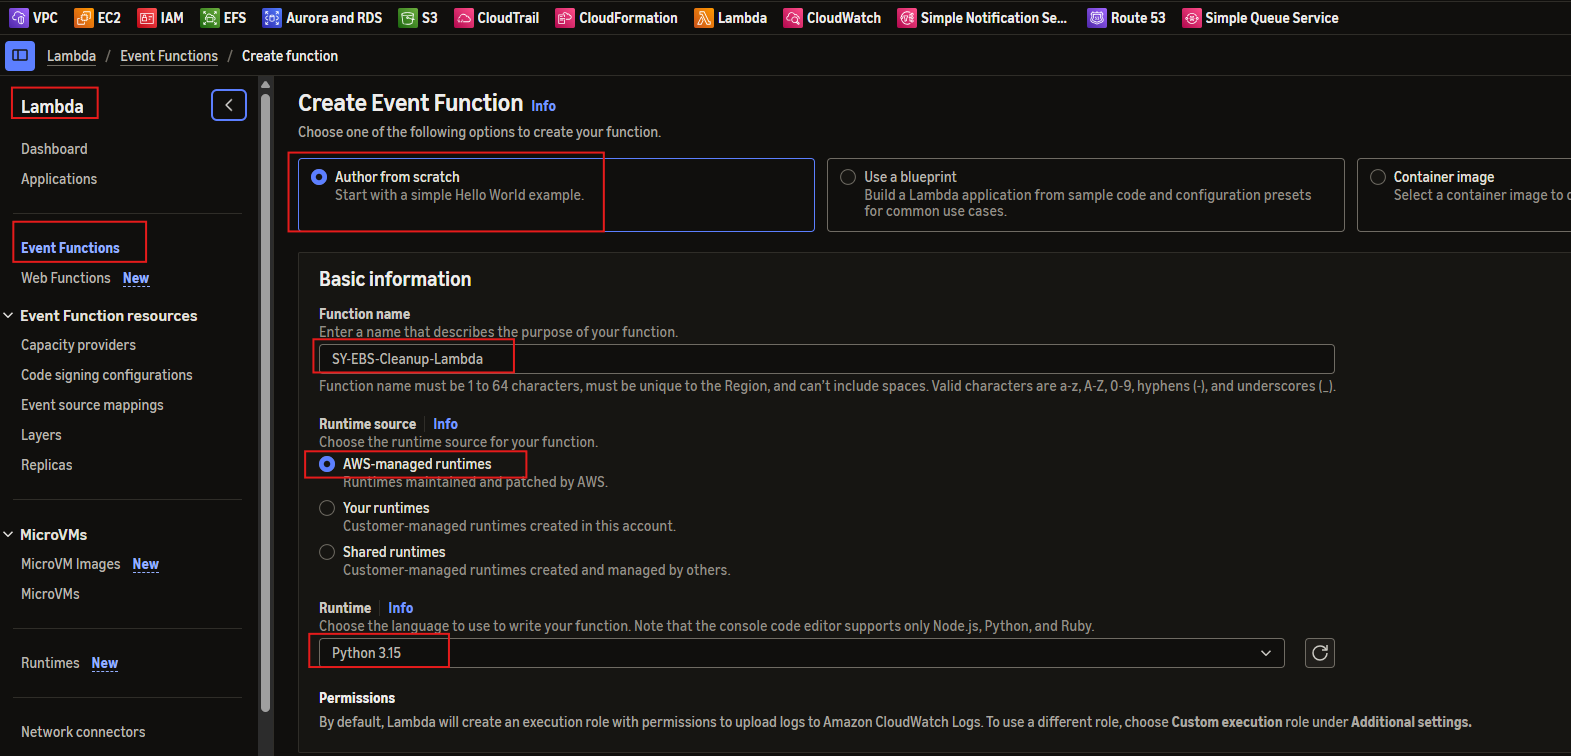 VPC EC2 IAM EFS Aurora and RDS S3 CloudTrail CloudFormation Lambda CloudWatch Simple Notification Se... Route 53 Simple Queue Service
Lambda / Event Functions / Create function
Lambda
Dashboard
Applications
Event Functions
Web Functions New
Event Function resources
Capacity providers
Code signing configurations
Event source mappings
Layers
Replicas
MicroVMs
MicroVM Images New
MicroVMs
Runtimes New
Network connectors
Create Event Function Info
Choose one of the following options to create your function.
Author from scratch
Start with a simple Hello World example.
Use a blueprint
Build a Lambda application from sample code and configuration presets
for common use cases.
Container image
Select a container image to
Basic information
Function name
Enter a name that describes the purpose of your function.
SY-EBS-Cleanup-Lambda
Function name must be 1 to 64 characters, must be unique to the Region, and can't include spaces. Valid characters are a-z, A-Z, 0-9, hyphens (-), and underscores (_).
Runtime source Info
Choose the runtime source for your function.
AWS-managed runtimes
Runtimes maintained and patched by AWS.
Your runtimes
Customer-managed runtimes created in this account.
Shared runtimes
Customer-managed runtimes created and managed by others.
Runtime Info
Choose the language to use to write your function. Note that the console code editor supports only Node.js, Python, and Ruby.
Python 3.15
Permissions
By default, Lambda will create an execution role with permissions to upload logs to Amazon CloudWatch Logs. To use a different role, choose Custom execution role under Additional settings.